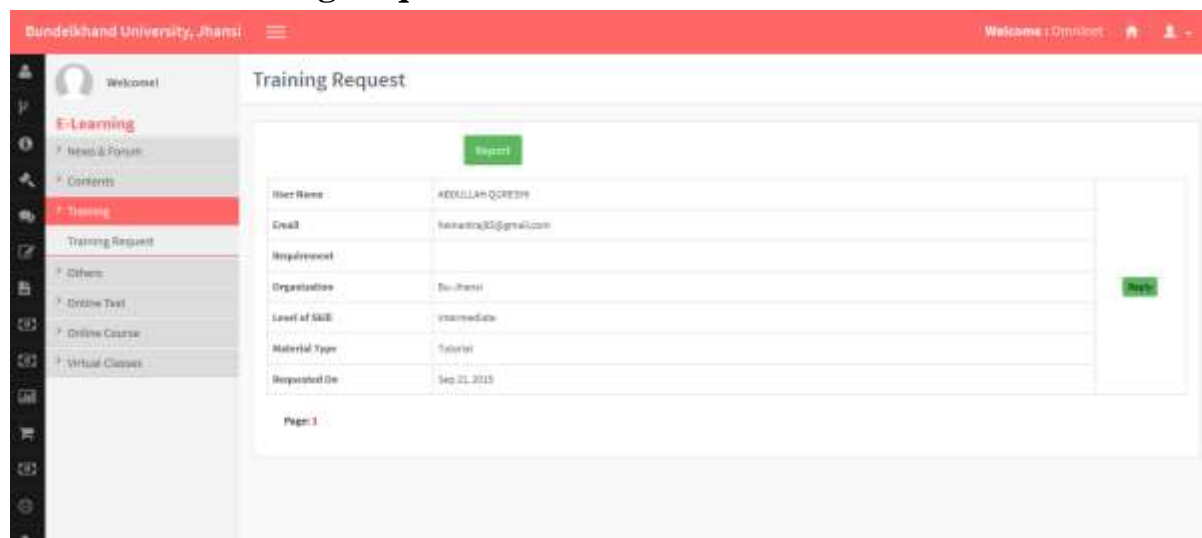 Bundelkhand University, Jhansi
Welcome : Omninet
Welcome!
Training Request
E-Learning
News & Forum
Contents
Training
Training Request
Others
Online Test
Online Course
Virtual Classes
Report
User Name ABDULLAH QURESHI
Email
Requirement
Organization Bu-Jhansi
Level of Skill Intermediate
Material Type Tutorial
Requested On Sep 21, 2015
Reply
Page: 1